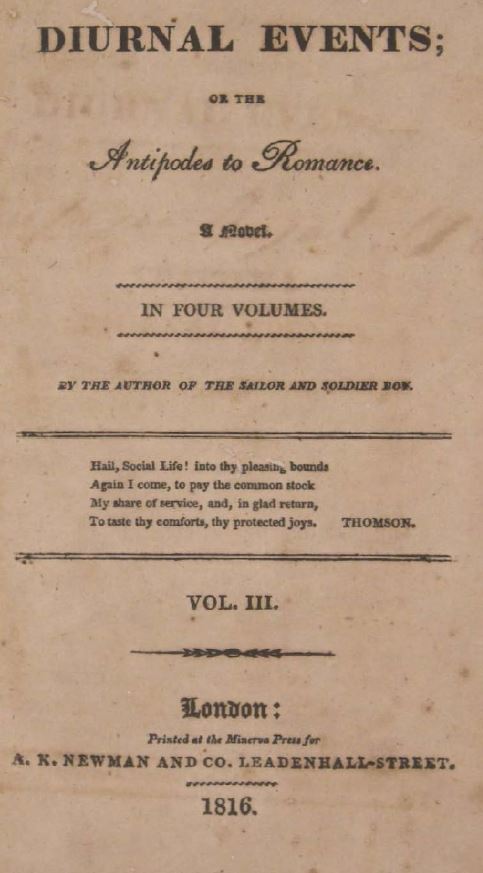 DIURNAL EVENTS;
OR THE
Antipodes to Romance.
A Novel.
IN FOUR VOLUMES.
BY THE AUTHOR OF THE SAILOR AND SOLDIER BOY.
Hail, Social Life! into thy pleasing bounds
Again I come, to pay the common stock
My share of service, and, in glad return,
To taste thy comforts, thy protected joys. THOMSON.
VOL. III.
London:
Printed at the Minerva Press for
A. K. NEWMAN AND CO. LEADENHALL-STREET.
1816.